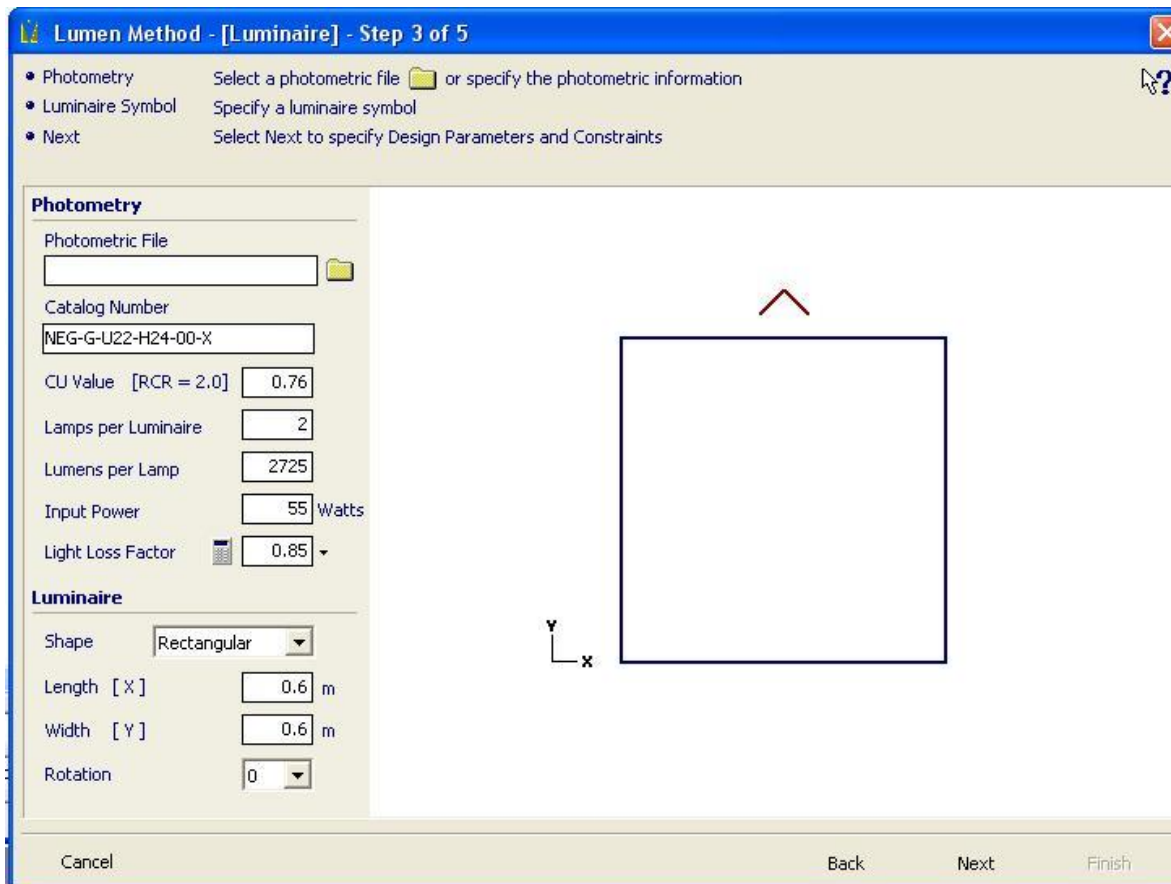 Lumen Method - [Luminaire] - Step 3 of 5
• Photometry Select a photometric file or specify the photometric information
• Luminaire Symbol Specify a luminaire symbol
• Next Select Next to specify Design Parameters and Constraints
?
Photometry
Photometric File
Catalog Number
NEG-G-U22-H24-00-X
CU Value [RCR = 2.0] 0.76
Lamps per Luminaire 2
Lumens per Lamp 2725
Input Power 55 Watts
Light Loss Factor 0.85
Luminaire
Shape Rectangular
Length [ X ] 0.6 m
Width [ Y ] 0.6 m
Rotation 0
Y
X
Cancel Back Next Finish